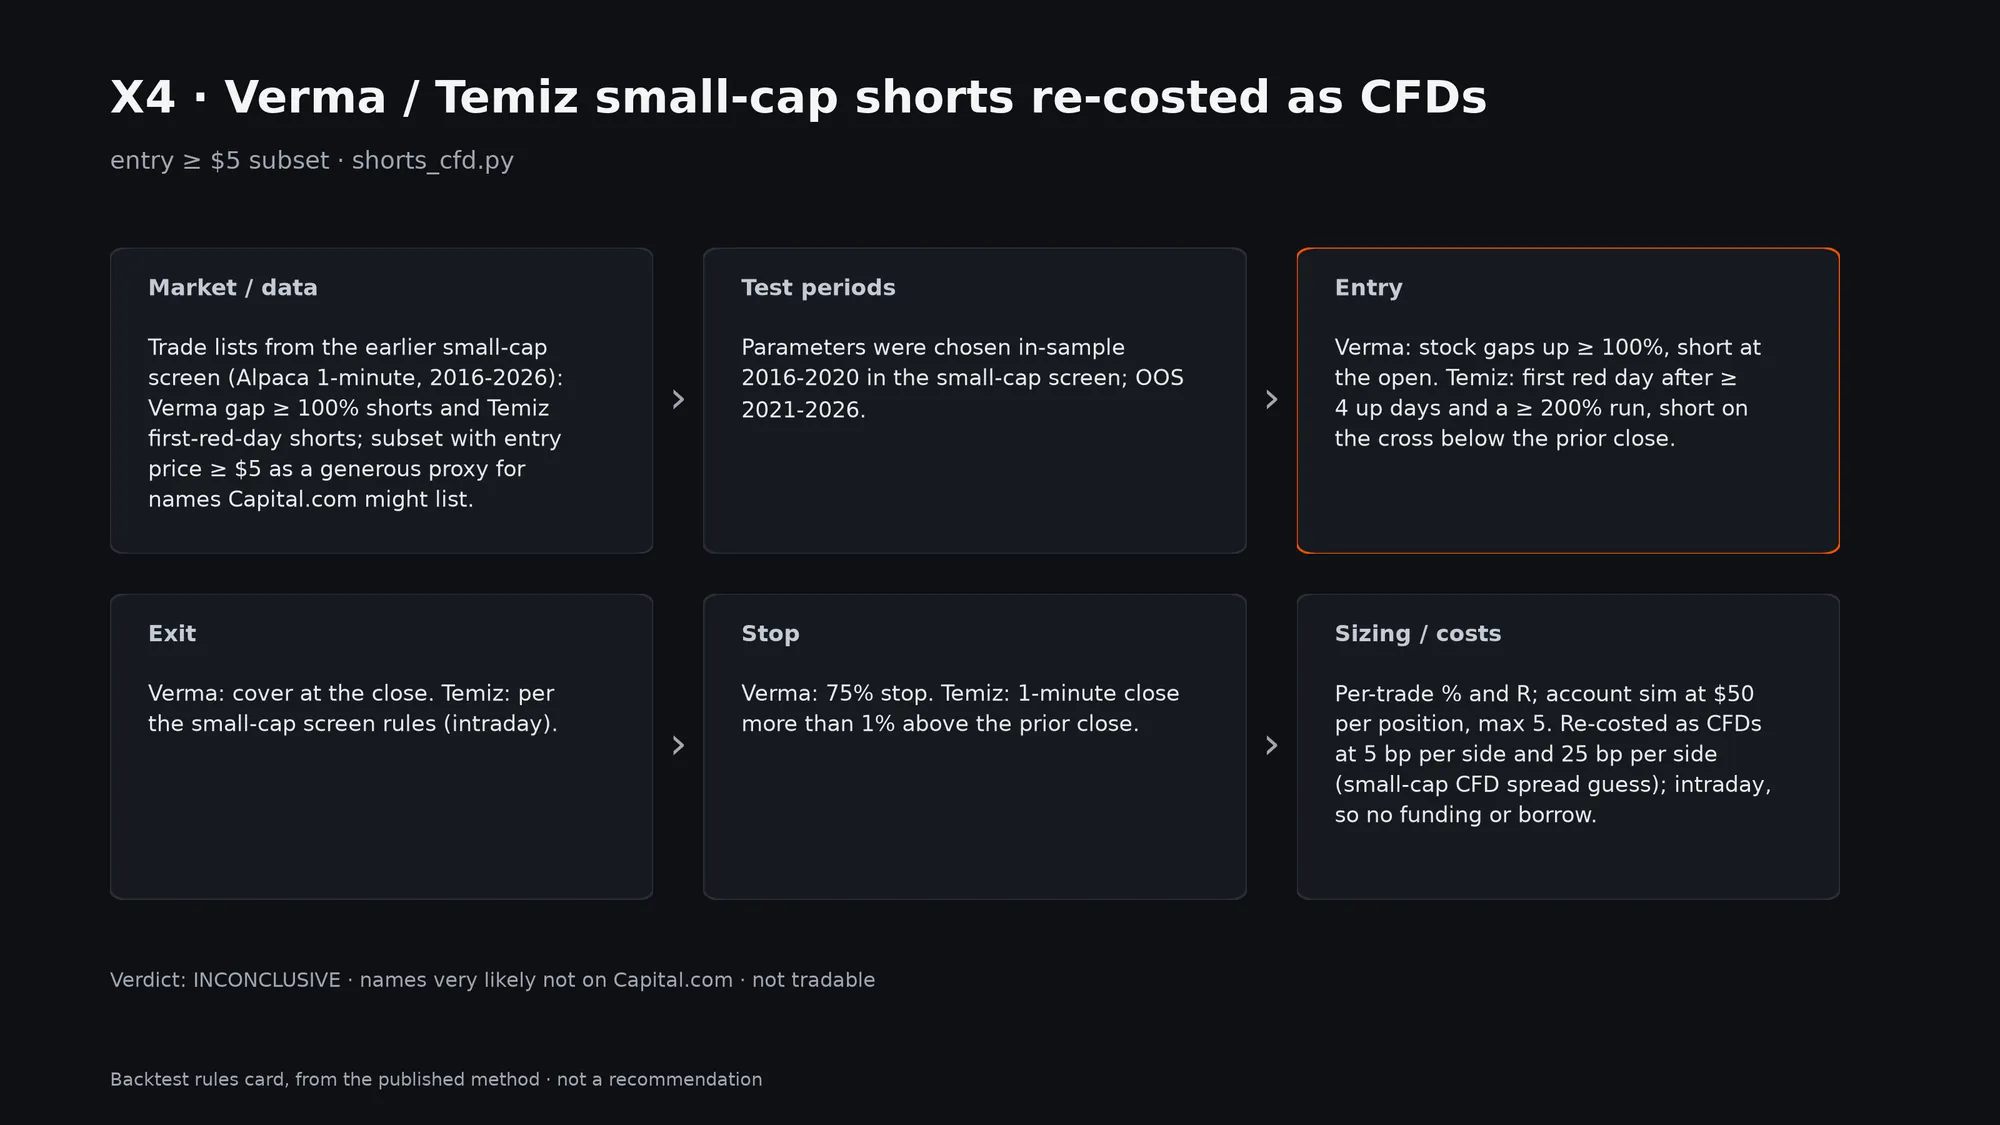 X4 · Verma / Temiz small-cap shorts re-costed as CFDs
entry ≥ $5 subset · shorts_cfd.py
Market / data
Trade lists from the earlier small-cap
screen (Alpaca 1-minute, 2016-2026):
Verma gap ≥ 100% shorts and Temiz
first-red-day shorts; subset with entry
price ≥ $5 as a generous proxy for
names Capital.com might list.
›
Test periods
Parameters were chosen in-sample
2016-2020 in the small-cap screen; OOS
2021-2026.
›
Entry
Verma: stock gaps up ≥ 100%, short at
the open. Temiz: first red day after ≥
4 up days and a ≥ 200% run, short on
the cross below the prior close.
Exit
Verma: cover at the close. Temiz: per
the small-cap screen rules (intraday).
›
Stop
Verma: 75% stop. Temiz: 1-minute close
more than 1% above the prior close.
›
Sizing / costs
Per-trade % and R; account sim at $50
per position, max 5. Re-costed as CFDs
at 5 bp per side and 25 bp per side
(small-cap CFD spread guess); intraday,
so no funding or borrow.
Verdict: INCONCLUSIVE · names very likely not on Capital.com · not tradable
Backtest rules card, from the published method · not a recommendation